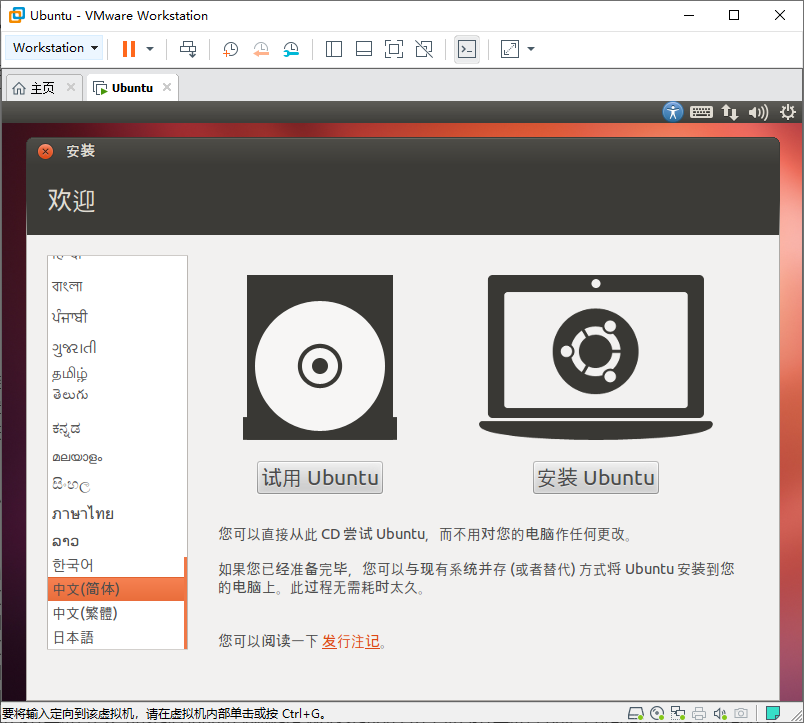 Ubuntu - VMware Workstation
Workstation
主页
Ubuntu
安装
欢迎
বাংলা
ਪੰਜਾਬੀ
ગુજરાતી
தமிழ்
తెలుగు
ಕನ್ನಡ
മലയാളം
සිංහල
ภาษาไทย
ລາວ
한국어
中文(简体)
中文(繁體)
日本語
试用 Ubuntu
安装 Ubuntu
您可以直接从此 CD 尝试 Ubuntu，而不用对您的电脑作任何更改。
如果您已经准备完毕，您可以与现有系统并存 (或者替代) 方式将 Ubuntu 安装到您
的电脑上。此过程无需耗时太久。
您可以阅读一下 发行注记。
要将输入定向到该虚拟机，请在虚拟机内部单击或按 Ctrl+G。